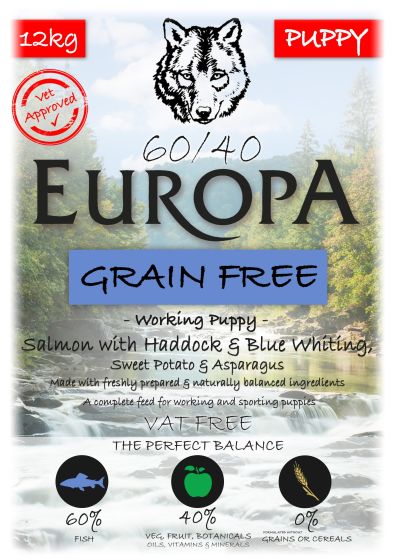 12kg
PUPPY
Vet
Approved
60/40
EUROPA
GRAIN FREE
- Working Puppy -
Salmon with Haddock & Blue Whiting,
Sweet Potato & Asparagus
Made with freshly prepared & naturally balanced ingredients
A complete feed for working and sporting puppies
VAT FREE
THE PERFECT BALANCE
60%
FISH
40%
VEG, FRUIT, BOTANICALS
OILS, VITAMINS & MINERALS
0%
FORMULATED WITHOUT
GRAINS OR CEREALS